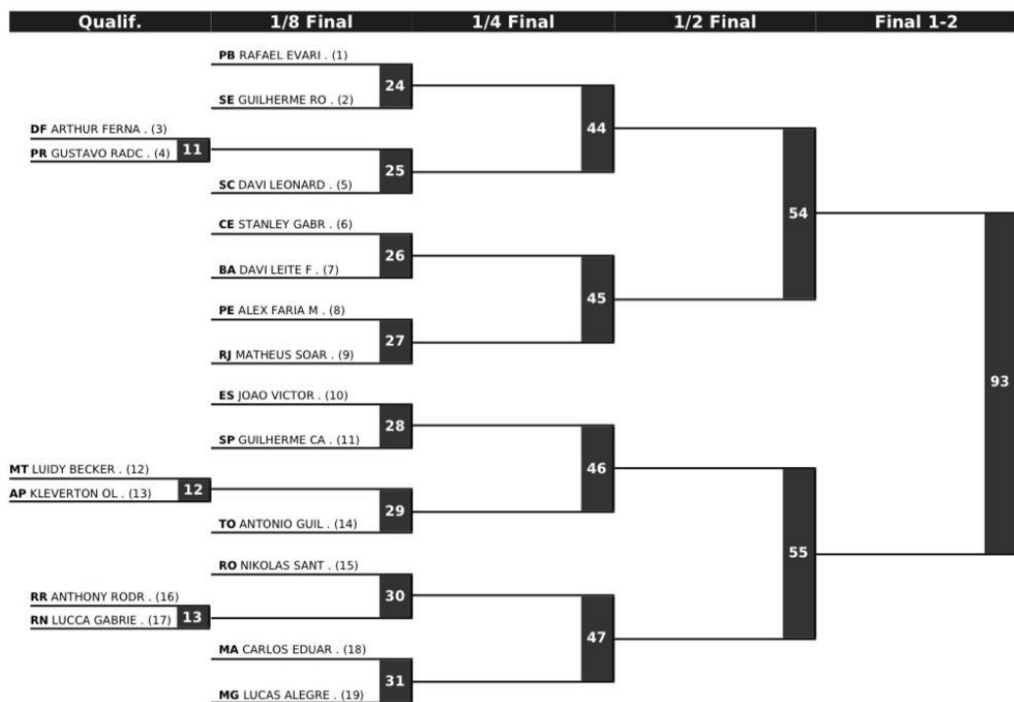 Qualif. 1/8 Final 1/4 Final 1/2 Final Final 1-2
PB RAFAEL EVARI . (1)
24
SE GUILHERME RO . (2)
44
DF ARTHUR FERNA . (3)
11
PR GUSTAVO RADC . (4)
25
SC DAVI LEONARD . (5)
54
CE STANLEY GABR . (6)
26
BA DAVI LEITE F . (7)
45
PE ALEX FARIA M . (8)
27
RJ MATHEUS SOAR . (9)
93
ES JOAO VICTOR . (10)
28
SP GUILHERME CA . (11)
46
MT LUIDY BECKER . (12)
12
AP KLEVERTON OL . (13)
29
TO ANTONIO GUIL . (14)
55
RO NIKOLAS SANT . (15)
30
RR ANTHONY RODR . (16)
13
RN LUCCA GABRIE . (17)
47
MA CARLOS EDUAR . (18)
31
MG LUCAS ALEGRE . (19)